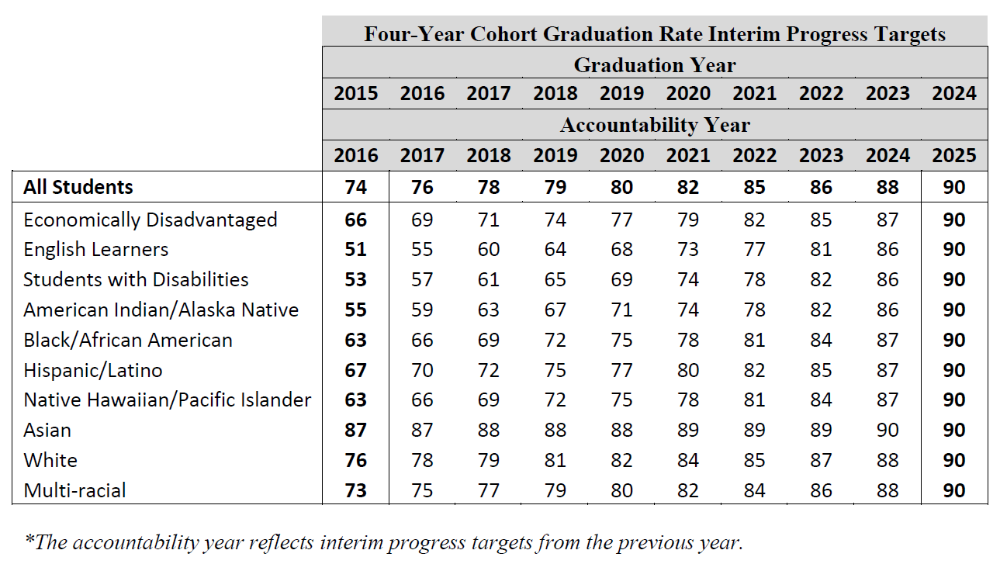 Four-Year Cohort Graduation Rate Interim Progress Targets
Graduation Year
2015 2016 2017 2018 2019 2020 2021 2022 2023 2024
Accountability Year
2016 2017 2018 2019 2020 2021 2022 2023 2024 2025
All Students 74 76 78 79 80 82 85 86 88 90
Economically Disadvantaged 66 69 71 74 77 79 82 85 87 90
English Learners 51 55 60 64 68 73 77 81 86 90
Students with Disabilities 53 57 61 65 69 74 78 82 86 90
American Indian/Alaska Native 55 59 63 67 71 74 78 82 86 90
Black/African American 63 66 69 72 75 78 81 84 87 90
Hispanic/Latino 67 70 72 75 77 80 82 85 87 90
Native Hawaiian/Pacific Islander 63 66 69 72 75 78 81 84 87 90
Asian 87 87 88 88 88 89 89 89 90 90
White 76 78 79 81 82 84 85 87 88 90
Multi-racial 73 75 77 79 80 82 84 86 88 90
*The accountability year reflects interim progress targets from the previous year.